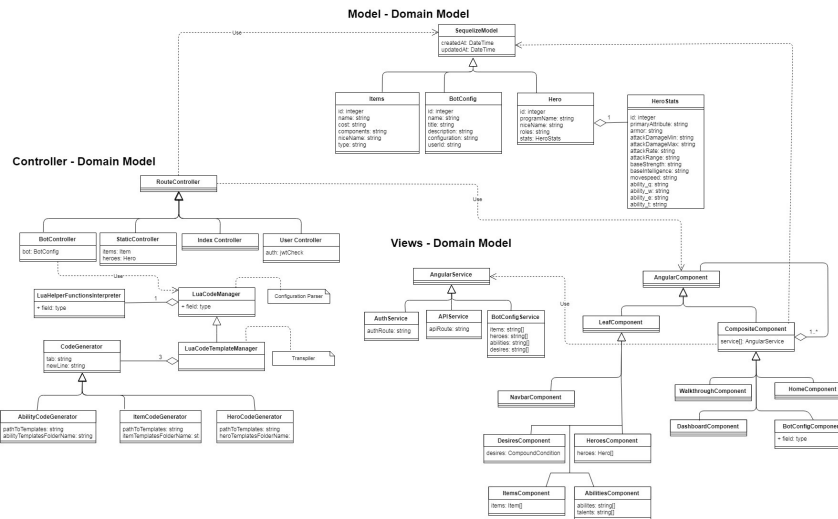 Model - Domain Model
SequelizeModel
createdAt: DateTime
updatedAt: DateTime
Use
Items
id: integer
name: string
cost: string
components: string
niceName: string
type: string
BotConfig
id: integer
name: string
title: string
description: string
configuration: string
userid: string
Hero
id: integer
programName: string
niceName: string
roles: string
stats: HeroStats
1
HeroStats
id: integer
primaryAttribute: string
armor: string
attackDamageMin: string
attackDamageMax: string
attackRate: string
attackRange: string
baseStrength: string
baseIntelligence: string
movespeed: string
ability_q: string
ability_w: string
ability_e: string
ability_t: string
Controller - Domain Model
RouteController
Use
BotController
bot: BotConfig
StaticController
items: Item
heroes: Hero
Index Controller
User Controller
auth: jwtCheck
Use
LuaHelperFunctionsInterpreter
+ field: type
1
LuaCodeManager
+ field: type
Configuration Parser
CodeGenerator
tab: string
newLine: string
3
LuaCodeTemplateManager
Transpiler
AbilityCodeGenerator
pathToTemplates: string
abilityTemplatesFolderName: string
ItemCodeGenerator
pathToTemplates: string
itemTemplatesFolderName: st
HeroCodeGenerator
pathToTemplates: string
heroTemplatesFolderName:
Views - Domain Model
AngularService
AngularComponent
Use
AuthService
authRoute: string
APIService
apiRoute: string
BotConfigService
items: string[]
heroes: string[]
abilities: string[]
desires: string[]
LeafComponent
CompositeComponent
service[]: AngularService
1..*
NavbarComponent
WalkthroughComponent
HomeComponent
DashboardComponent
BotConfigComponen
+ field: type
DesiresComponent
desires: CompoundCondition
HeroesComponent
heroes: Hero[]
ItemsComponent
items: Item[]
AbilitiesComponent
abilites: string[]
talents: string[]